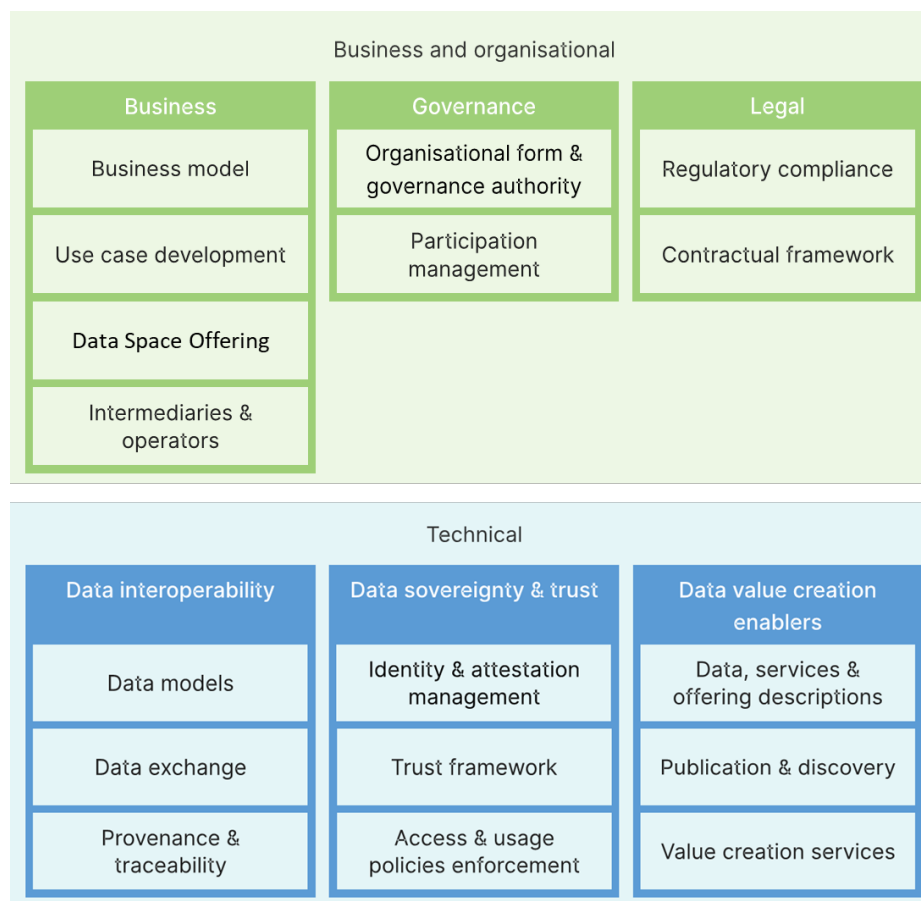 Business and organisational
Business
Business model
Use case development
Data Space Offering
Intermediaries &
operators
Governance
Organisational form &
governance authority
Participation
management
Legal
Regulatory compliance
Contractual framework
Technical
Data interoperability
Data models
Data exchange
Provenance &
traceability
Data sovereignty & trust
Identity & attestation
management
Trust framework
Access & usage
policies enforcement
Data value creation
enablers
Data, services &
offering descriptions
Publication & discovery
Value creation services